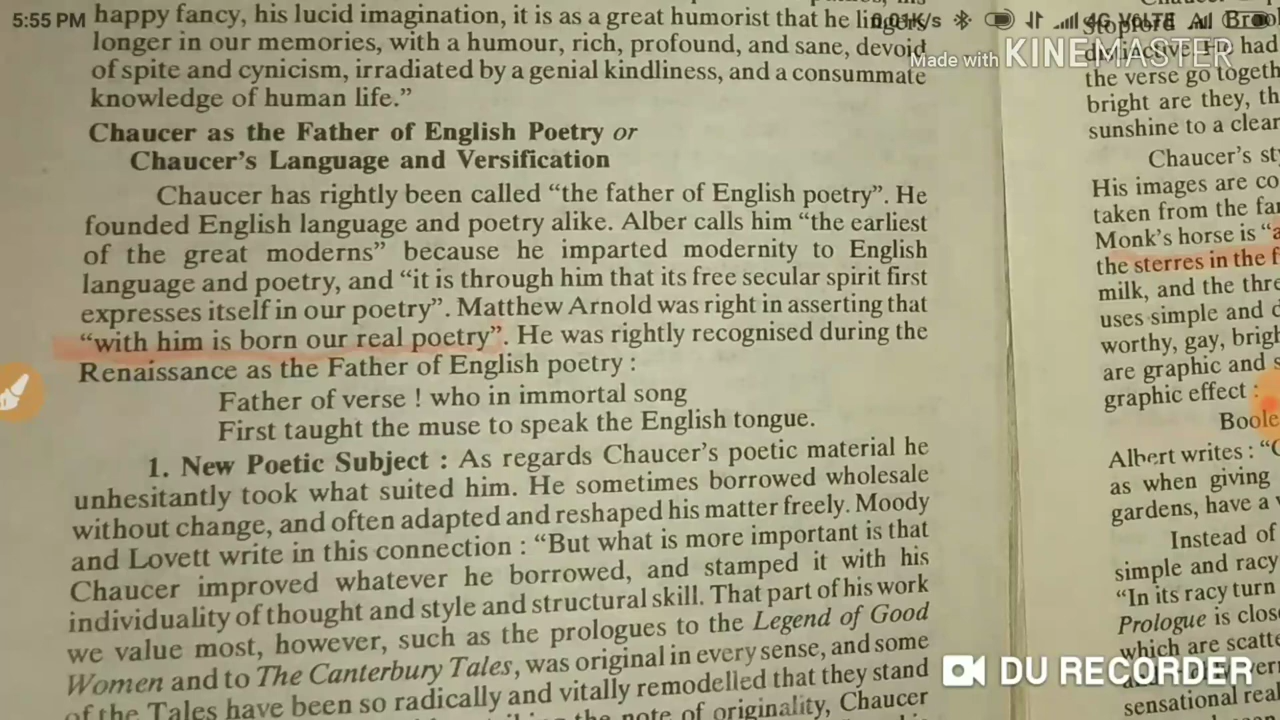 5:55 PM
0.01K/s
4G VOLTE
Made with KINEMASTER
happy fancy, his lucid imagination, it is as a great humorist that he lingers
longer in our memories, with a humour, rich, profound, and sane, devoid
of spite and cynicism, irradiated by a genial kindliness, and a consummate
knowledge of human life.”
Chaucer as the Father of English Poetry or
Chaucer’s Language and Versification
Chaucer has rightly been called “the father of English poetry”. He
founded English language and poetry alike. Alber calls him “the earliest
of the great moderns” because he imparted modernity to English
language and poetry, and “it is through him that its free secular spirit first
expresses itself in our poetry”. Matthew Arnold was right in asserting that
“with him is born our real poetry”. He was rightly recognised during the
Renaissance as the Father of English poetry :
Father of verse ! who in immortal song
First taught the muse to speak the English tongue.
1. New Poetic Subject : As regards Chaucer’s poetic material he
unhesitantly took what suited him. He sometimes borrowed wholesale
without change, and often adapted and reshaped his matter freely. Moody
and Lovett write in this connection : “But what is more important is that
Chaucer improved whatever he borrowed, and stamped it with his
individuality of thought and style and structural skill. That part of his work
we value most, however, such as the prologues to the Legend of Good
Women and to The Canterbury Tales, was original in every sense, and some
of the Tales have been so radically and vitally remodelled that they stand
the note of originality, Chaucer
Stopford A
had
the verse go togeth
bright are they, th
sunshine to a clear
Chaucer’s st
His images are co
taken from the fa
Monk’s horse is “a
the sterres in the f
milk, and the thre
uses simple and
worthy, gay, brigh
are graphic and s
graphic effect :
Boole
Albert writes : “
as when giving
gardens, have a
Instead of
simple and racy
“In its racy turn
Prologue is clos
which are scatte
sensational real
DU RECORDER